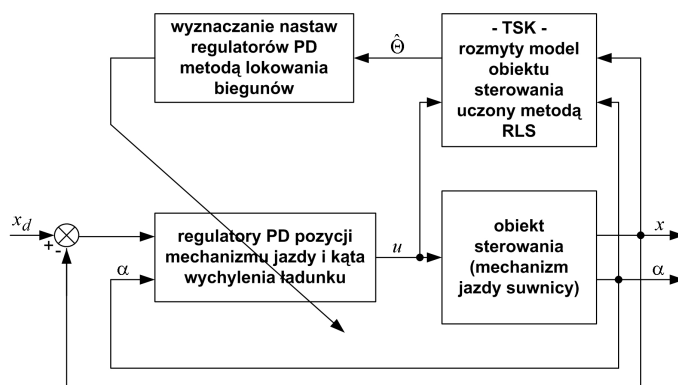 wyznaczanie nastaw
regulatorów PD
metodą lokowania
biegunów
Θ̂
- TSK -
rozmyty model
obiektu
sterowania
uczony metodą
RLS
x_d
+
-
α
regulatory PD pozycji
mechanizmu jazdy i kąta
wychylenia ładunku
u
obiekt
sterowania
(mechanizm
jazdy suwnicy)
x
α